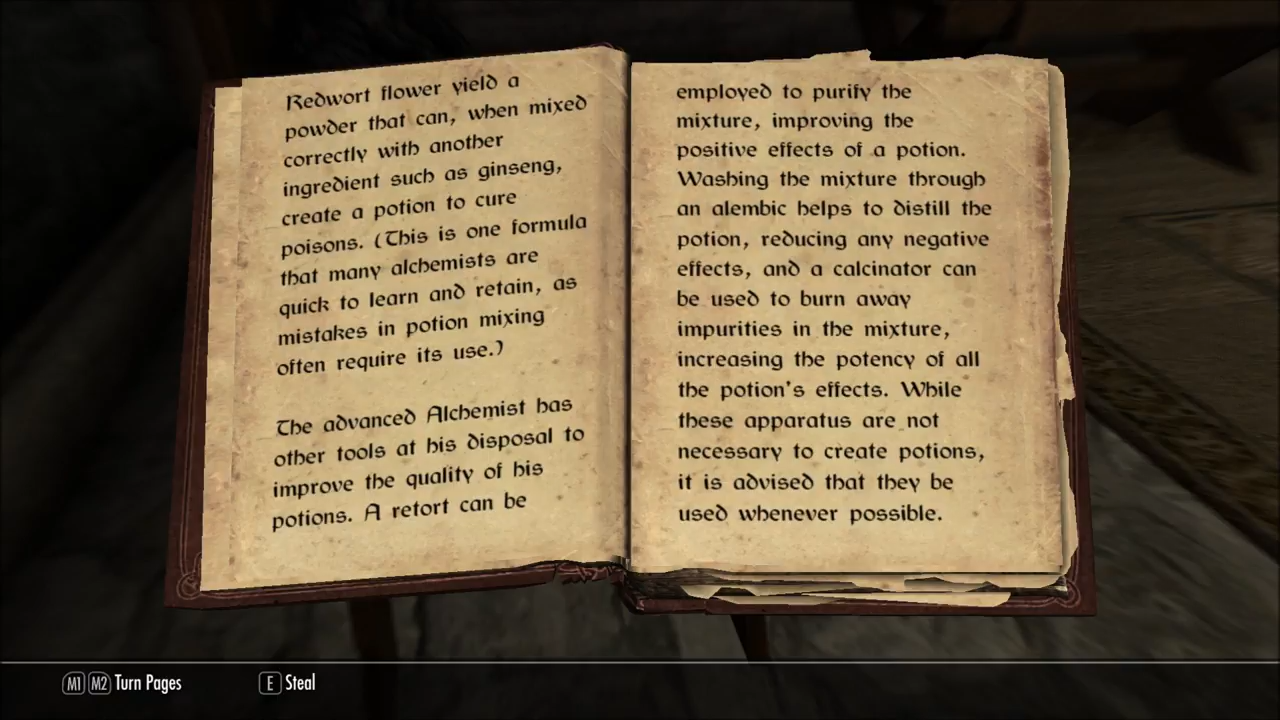 Redwort flower yield a
powder that can, when mixed
correctly with another
ingredient such as ginseng,
create a potion to cure
poisons. (This is one formula
that many alchemists are
quick to learn and retain, as
mistakes in potion mixing
often require its use.)
The advanced Alchemist has
other tools at his disposal to
improve the quality of his
potions. A retort can be
employed to purify the
mixture, improving the
positive effects of a potion.
Washing the mixture through
an alembic helps to distill the
potion, reducing any negative
effects, and a calcinator can
be used to burn away
impurities in the mixture,
increasing the potency of all
the potion's effects. While
these apparatus are not
necessary to create potions,
it is advised that they be
used whenever possible.
M1 M2 Turn Pages E Steal